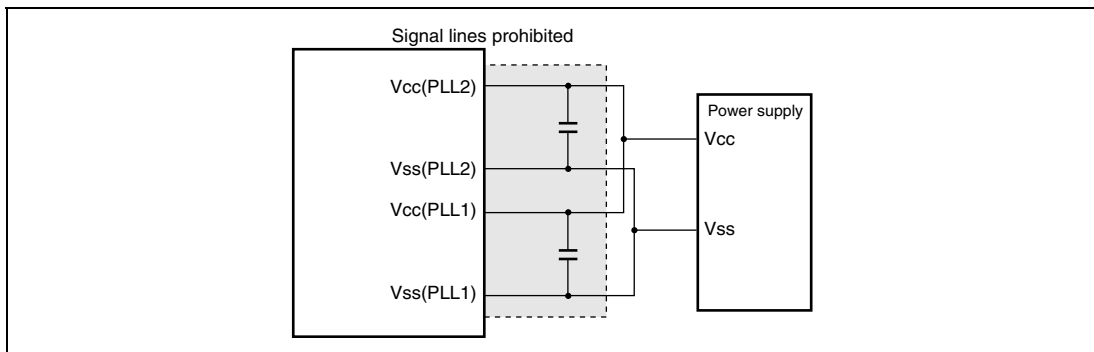 Signal lines prohibited
Vcc(PLL2)
Vss(PLL2)
Vcc(PLL1)
Vss(PLL1)
Power supply
Vcc
Vss